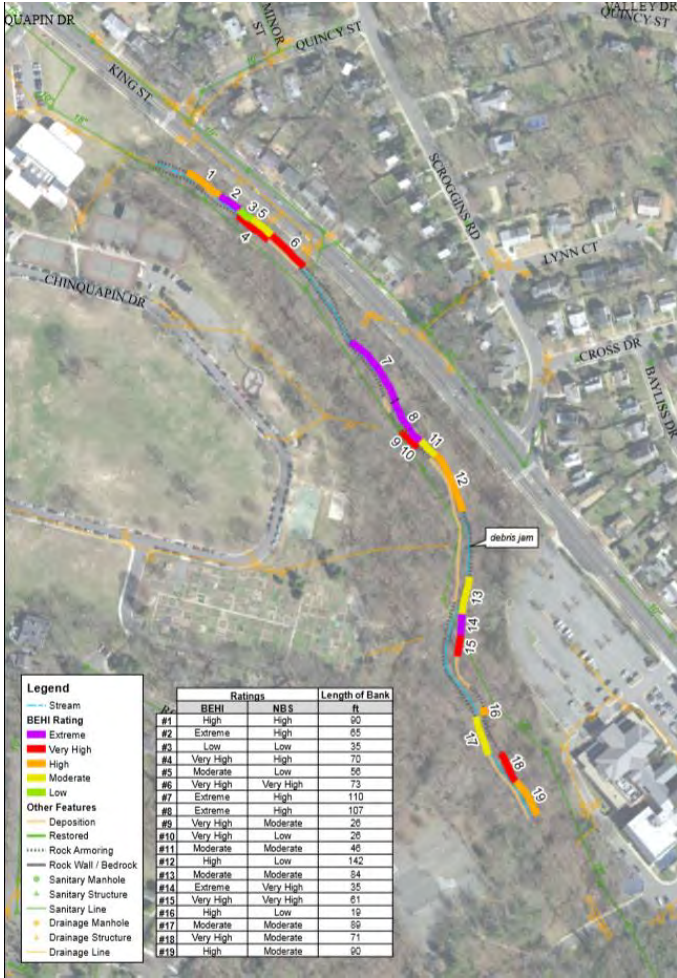 QUAPIN DR
MINOR ST
QUINCY ST
VALLEY DR
QUINCY ST
KING ST
SCROGGINS RD
LYNN CT
CROSS DR
BAYLISS DR
CHINQUAPIN DR
1
2
3
5
4
6
7
8
9
10
11
12
debris jam
13
14
15
16
17
18
19
Legend
Stream
BEHI Rating
Extreme
Very High
High
Moderate
Low
Other Features
Deposition
Restored
Rock Armoring
Rock Wall / Bedrock
Sanitary Manhole
Sanitary Structure
Sanitary Line
Drainage Manhole
Drainage Structure
Drainage Line
Ratings Length of Bank
BEHI NBS ft
#1 High High 90
#2 Extreme High 65
#3 Low Low 35
#4 Very High High 70
#5 Moderate Low 56
#6 Very High Very High 73
#7 Extreme High 110
#8 Extreme High 107
#9 Very High Moderate 26
#10 Very High Low 26
#11 Moderate Moderate 46
#12 High Low 142
#13 Moderate Moderate 84
#14 Extreme Very High 35
#15 Very High Very High 61
#16 High Low 19
#17 Moderate Moderate 89
#18 Very High Moderate 71
#19 High Moderate 90